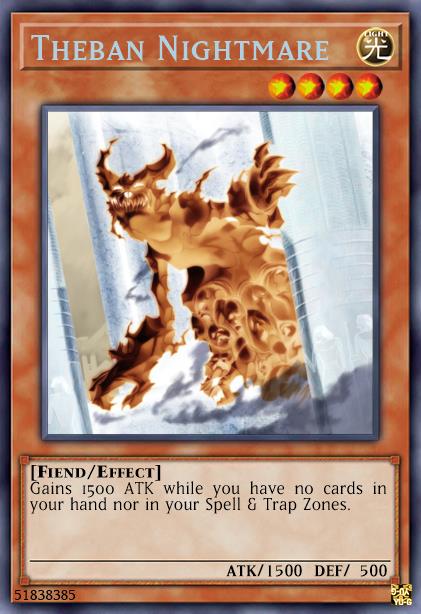 Theban Nightmare
LIGHT
光
[Fiend/Effect]
Gains 1500 ATK while you have no cards in
your hand nor in your Spell & Trap Zones.
ATK/1500 DEF/ 500
51838385